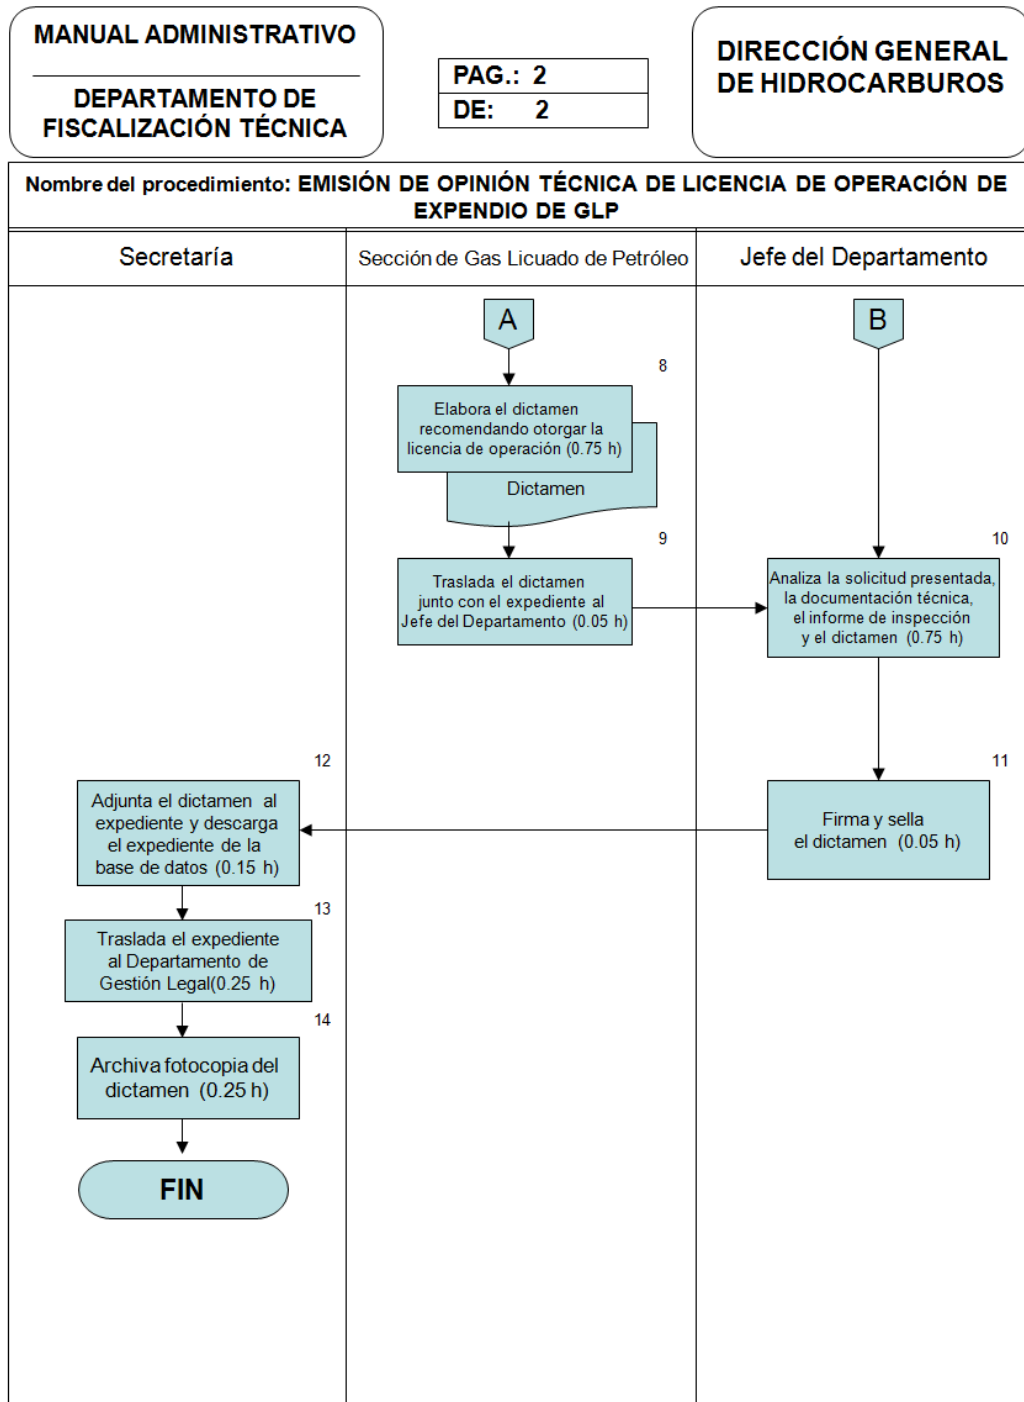 MANUAL ADMINISTRATIVO
DEPARTAMENTO DE
FISCALIZACIÓN TÉCNICA
PAG.: 2
DE: 2
DIRECCIÓN GENERAL
DE HIDROCARBUROS
Nombre del procedimiento: EMISIÓN DE OPINIÓN TÉCNICA DE LICENCIA DE OPERACIÓN DE
EXPENDIO DE GLP
Secretaría
Sección de Gas Licuado de Petróleo
Jefe del Departamento
A
B
8
Elabora el dictamen
recomendando otorgar la
licencia de operación (0.75 h)
Dictamen
9
Traslada el dictamen
junto con el expediente al
Jefe del Departamento (0.05 h)
10
Analiza la solicitud presentada,
la documentación técnica,
el informe de inspección
y el dictamen (0.75 h)
11
Firma y sella
el dictamen (0.05 h)
12
Adjunta el dictamen al
expediente y descarga
el expediente de la
base de datos (0.15 h)
13
Traslada el expediente
al Departamento de
Gestión Legal(0.25 h)
14
Archiva fotocopia del
dictamen (0.25 h)
FIN